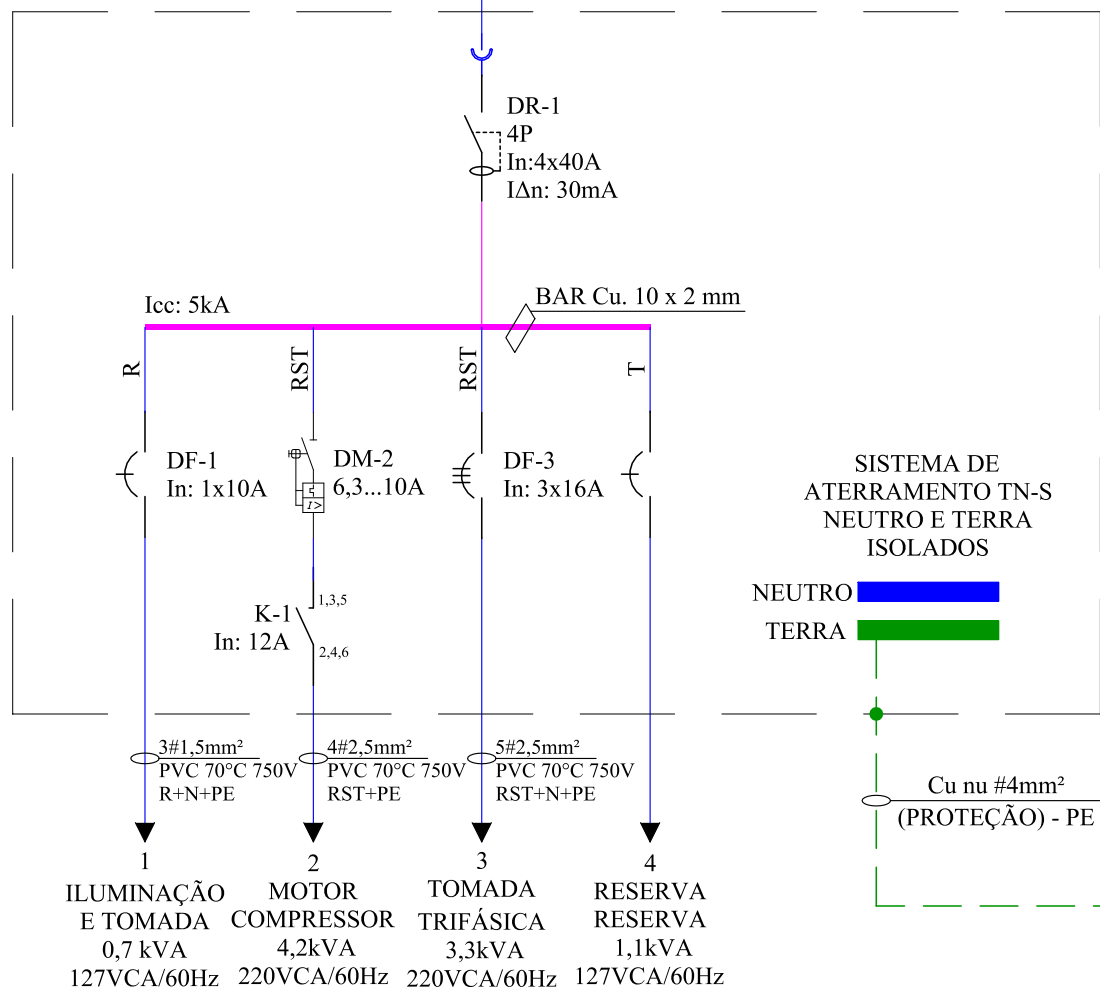 DR-1
4P
In:4x40A
IΔn: 30mA
Icc: 5kA
BAR Cu. 10 x 2 mm
R
RST
RST
T
DF-1
In: 1x10A
DM-2
6,3...10A
I >
DF-3
In: 3x16A
K-1
In: 12A
1,3,5
2,4,6
SISTEMA DE
ATERRAMENTO TN-S
NEUTRO E TERRA
ISOLADOS
NEUTRO
TERRA
3#1,5mm²
PVC 70°C 750V
R+N+PE
4#2,5mm²
PVC 70°C 750V
RST+PE
5#2,5mm²
PVC 70°C 750V
RST+N+PE
Cu nu #4mm²
(PROTEÇÃO) - PE
1
ILUMINAÇÃO
E TOMADA
0,7 kVA
127VCA/60Hz
2
MOTOR
COMPRESSOR
4,2kVA
220VCA/60Hz
3
TOMADA
TRIFÁSICA
3,3kVA
220VCA/60Hz
4
RESERVA
RESERVA
1,1kVA
127VCA/60Hz